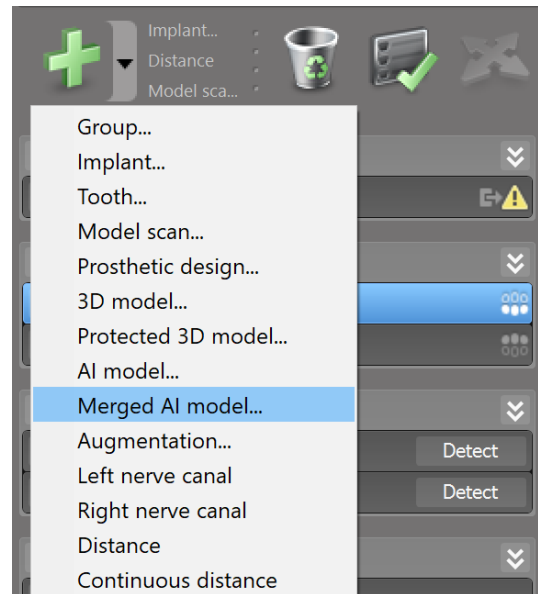 Implant...
Distance
Model sca...
Group...
Implant...
Tooth...
Model scan...
Prosthetic design...
3D model...
Protected 3D model...
AI model...
Merged AI model...
Augmentation...
Detect
Left nerve canal
Detect
Right nerve canal
Distance
Continuous distance